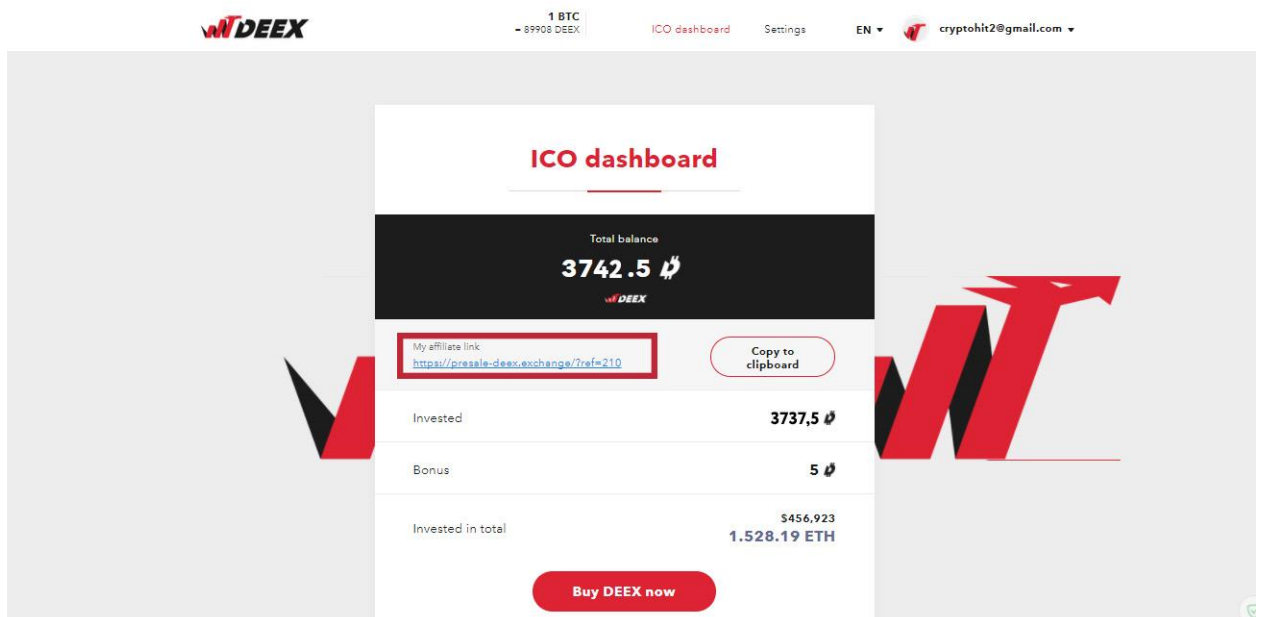 DEEX
1 BTC
= 89908 DEEX
ICO dashboard
Settings
EN
cryptohit2@gmail.com
ICO dashboard
Total balance
3742.5
DEEX
My affiliate link
https://presale-deex.exchange/?ref=210
Copy to
clipboard
Invested
3737,5
Bonus
5
Invested in total
$456,923
1.528.19 ETH
Buy DEEX now